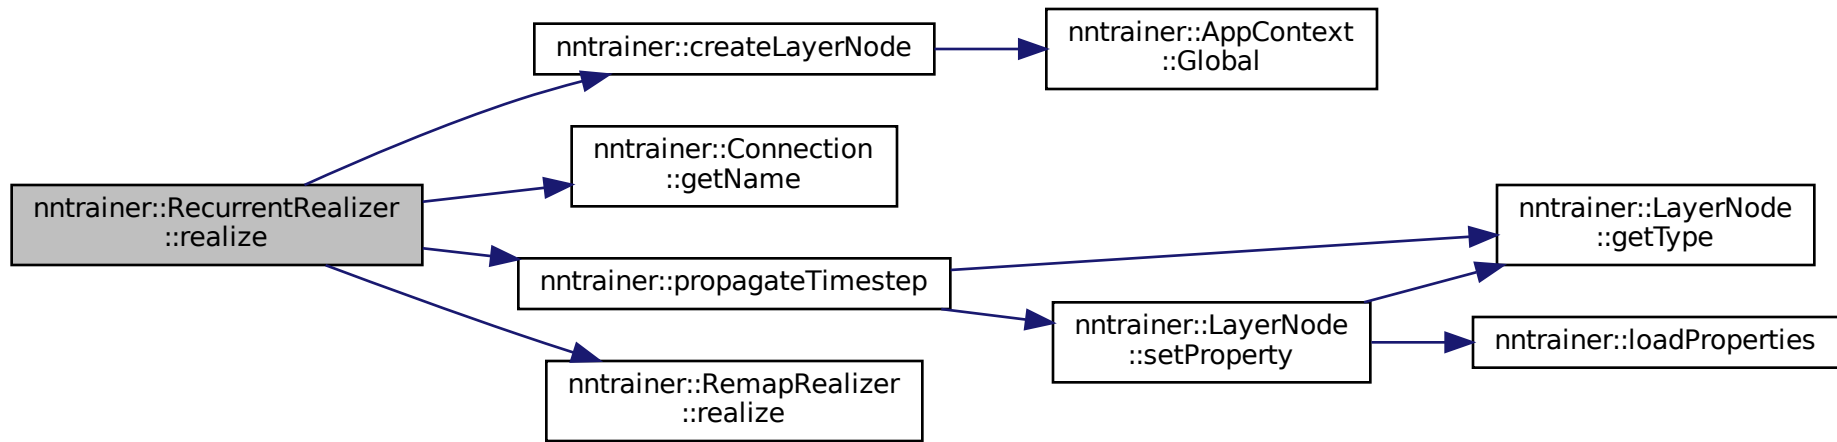 nntrainer::RecurrentRealizer
::realize
nntrainer::createLayerNode
nntrainer::AppContext
::Global
nntrainer::Connection
::getName
nntrainer::propagateTimestep
nntrainer::LayerNode
::getType
nntrainer::LayerNode
::setProperty
nntrainer::loadProperties
nntrainer::RemapRealizer
::realize